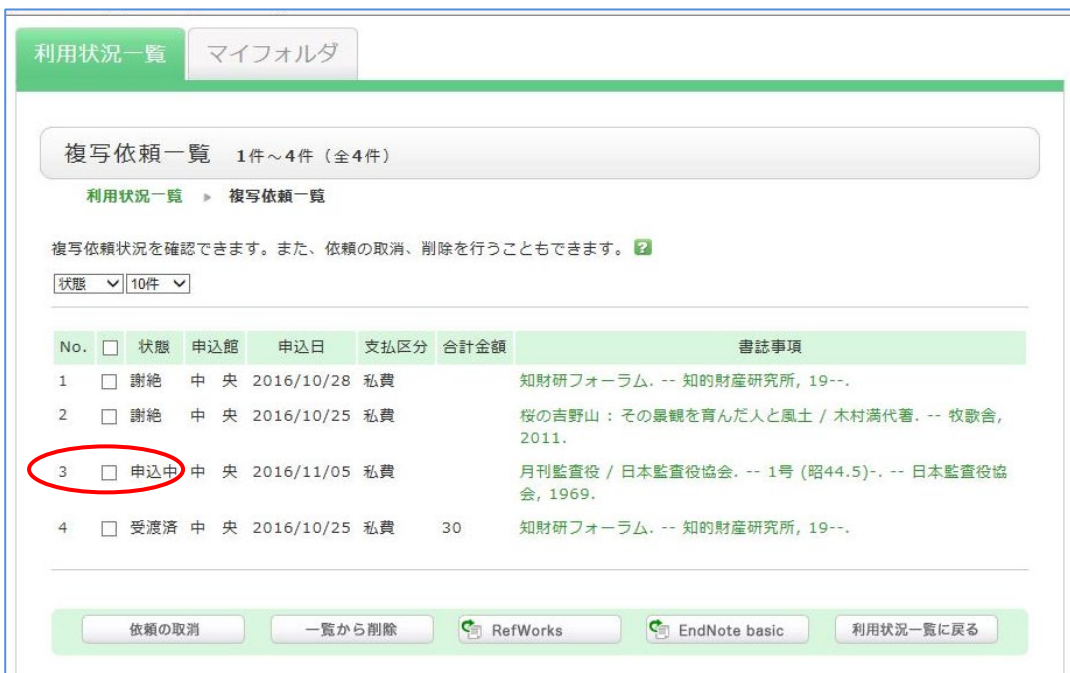 利用状況一覧 マイフォルダ
複写依頼一覧 1件～4件（全4件）
利用状況一覧 ▶ 複写依頼一覧
複写依頼状況を確認できます。また、依頼の取消、削除を行うこともできます。 ?
状態 10件
No. 状態 申込館 申込日 支払区分 合計金額 書誌事項
1 謝絶 中 央 2016/10/28 私費 知財研フォーラム. -- 知的財産研究所, 19--.
2 謝絶 中 央 2016/10/25 私費 桜の吉野山 : その景観を育んだ人と風土 / 木村満代著. -- 牧歌舎,
2011.
3 申込中 中 央 2016/11/05 私費 月刊監査役 / 日本監査役協会. -- 1号 (昭44.5)-. -- 日本監査役協
会, 1969.
4 受渡済 中 央 2016/10/25 私費 30 知財研フォーラム. -- 知的財産研究所, 19--.
依頼の取消 一覧から削除 RefWorks EndNote basic 利用状況一覧に戻る